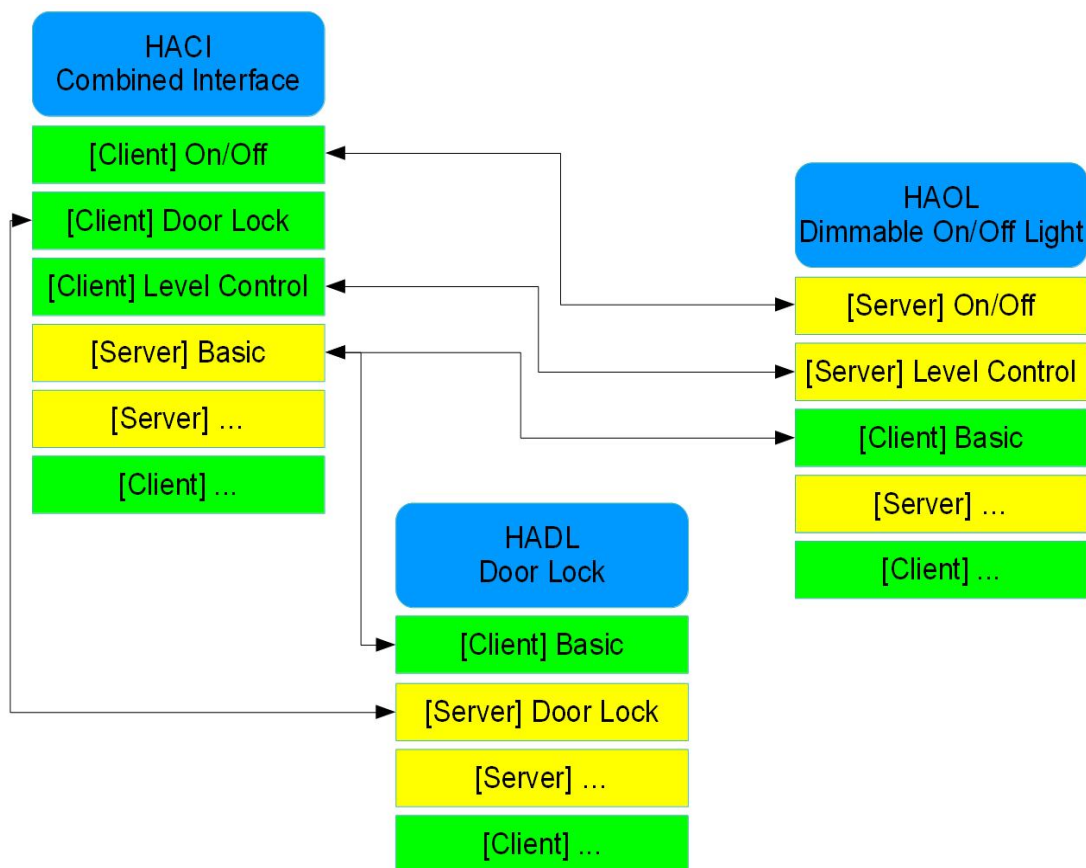 HACI
Combined Interface
[Client] On/Off
[Client] Door Lock
[Client] Level Control
[Server] Basic
[Server] ...
[Client] ...
HAOL
Dimmable On/Off Light
[Server] On/Off
[Server] Level Control
[Client] Basic
[Server] ...
[Client] ...
HADL
Door Lock
[Client] Basic
[Server] Door Lock
[Server] ...
[Client] ...